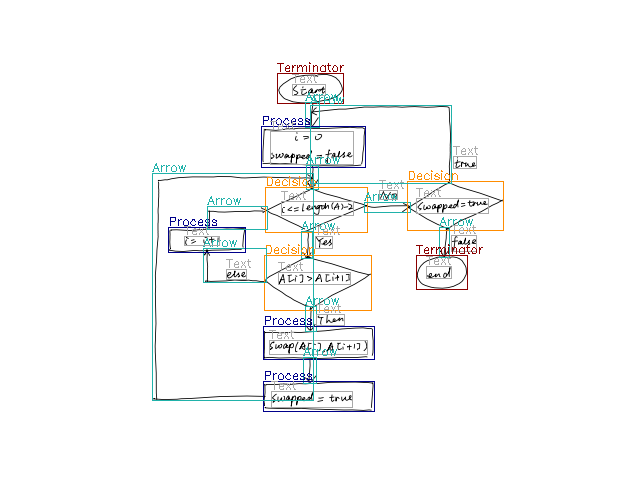 Terminator
Text
Start
Arrow
Arrow
Process
Text
i = 0
swapped = false
Text
true
Arrow
Arrow
Decision
Text
i <= length(A)-2
Arrow
Arrow
Text
No
Decision
Text
swapped = true
Process
Text
Arrow
Arrow
Text
Yes
Arrow
Text
false
Decision
Text
A[i] > A[i+1]
Text
else
Terminator
Text
end
Arrow
Text
Then
Process
Text
swap(A[i], A[i+1])
Arrow
Process
Text
swapped = true